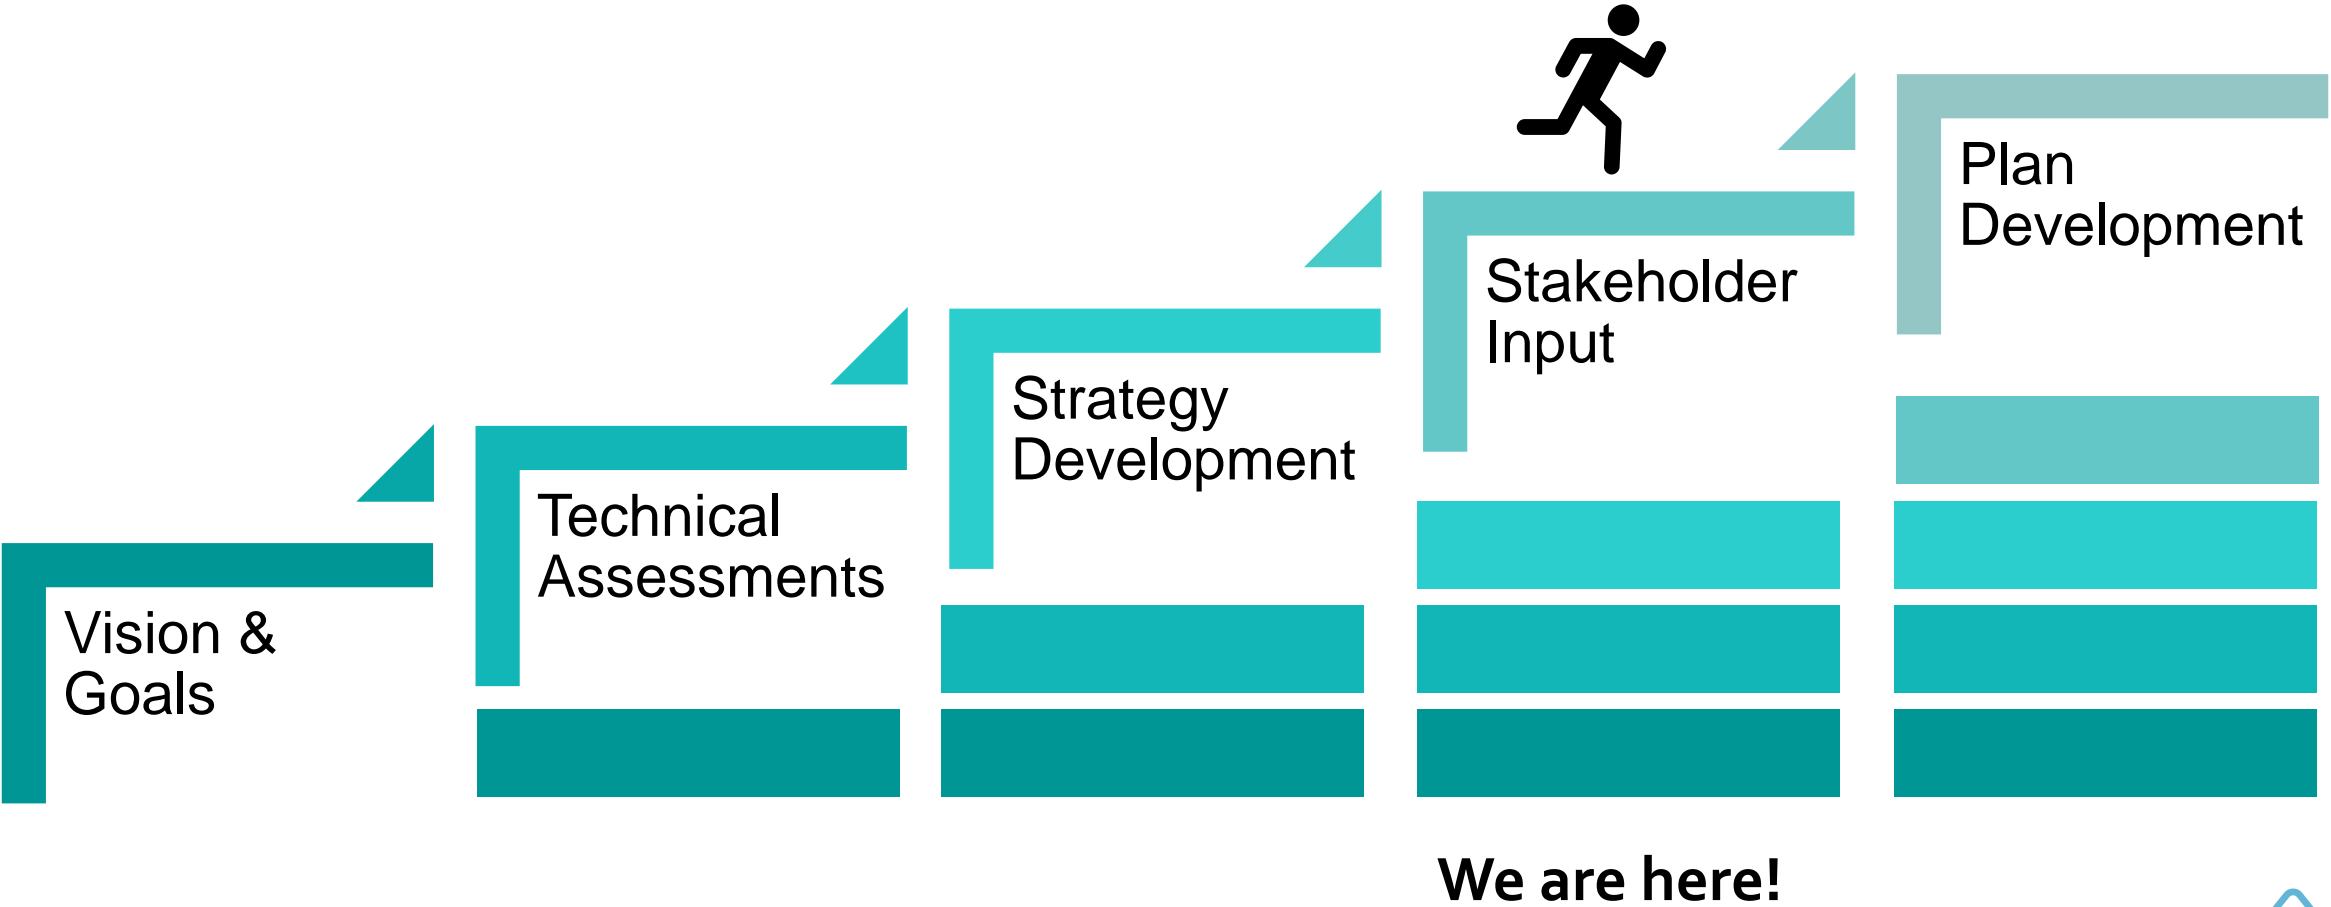 Vision &
Goals
Technical
Assessments
Strategy
Development
Stakeholder
Input
Plan
Development
We are here!